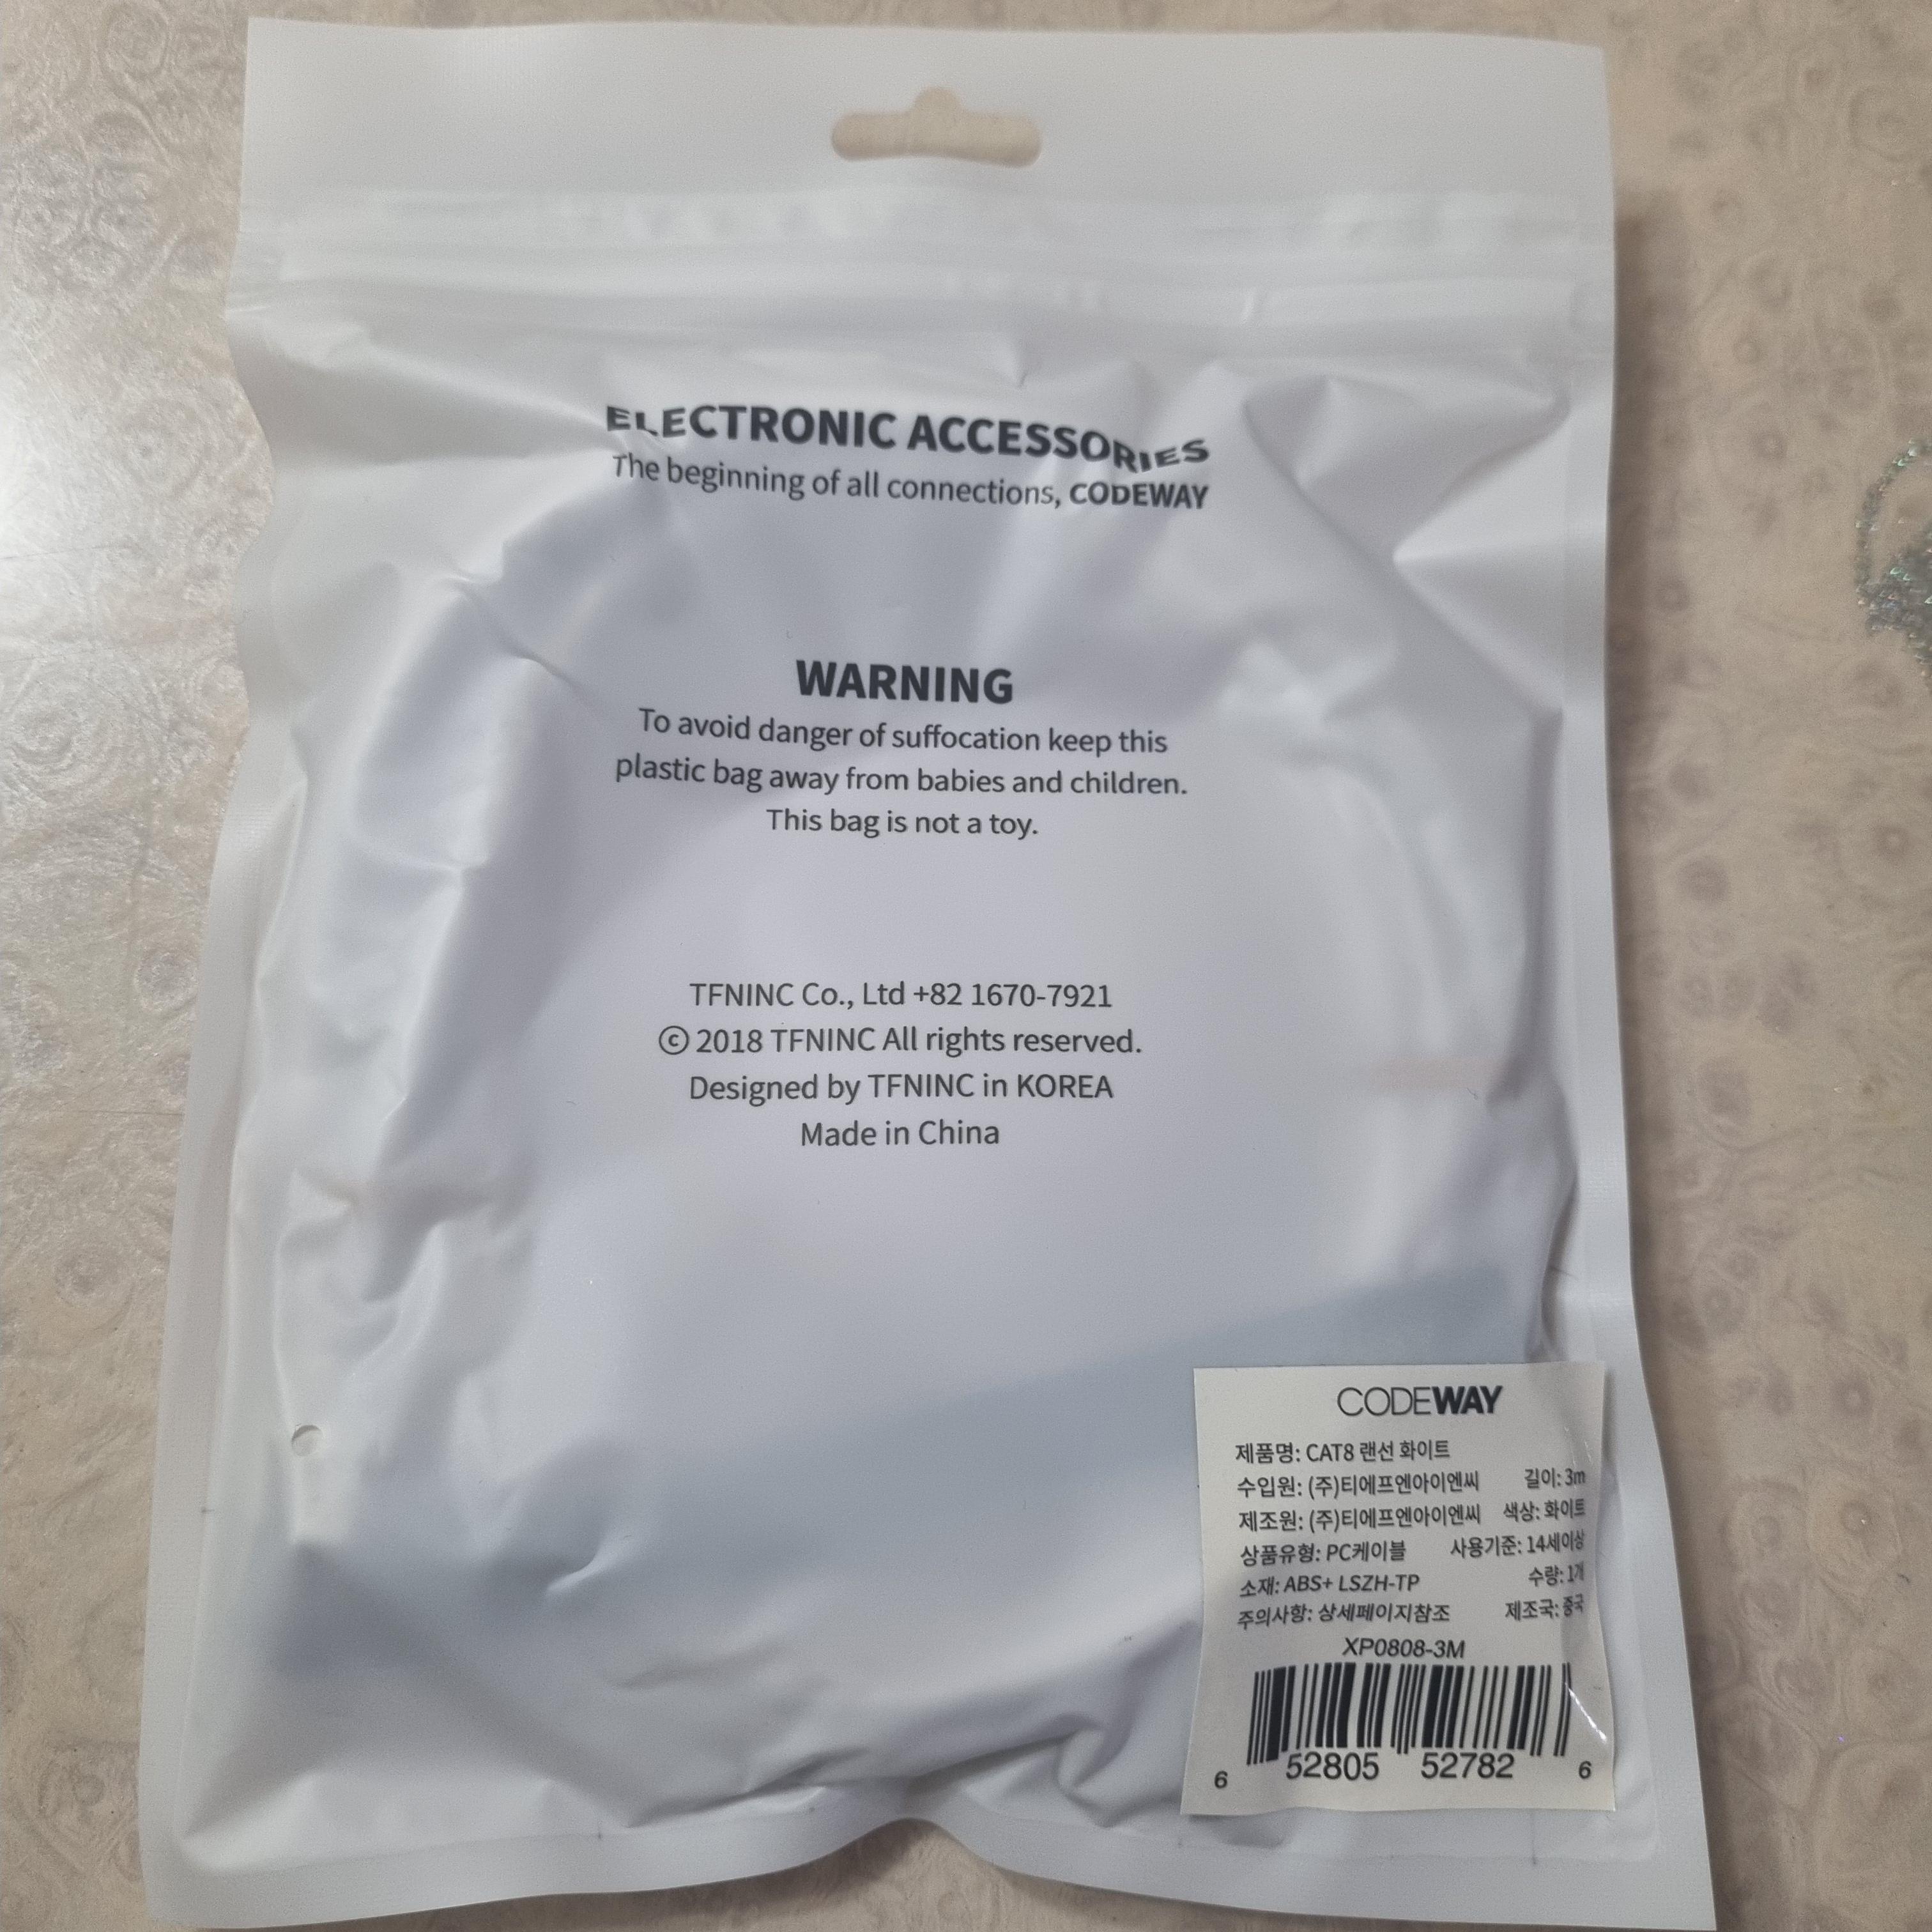 ELECTRONIC ACCESSORIES
The beginning of all connections, CODEWAY
WARNING
To avoid danger of suffocation keep this
plastic bag away from babies and children.
This bag is not a toy.
TFNINC Co., Ltd +82 1670-7921
© 2018 TFNINC All rights reserved.
Designed by TFNINC in KOREA
Made in China
CODEWAY
제품명: CAT8 랜선 화이트
수입원: (주)티에프엔아이엔씨 길이: 3m
제조원: (주)티에프엔아이엔씨 색상: 화이트
상품유형: PC케이블 사용기준: 14세이상
소재: ABS+ LSZH-TP 수량: 1개
주의사항: 상세페이지참조 제조국: 중국
XP0808-3M
6 52805 52782 6